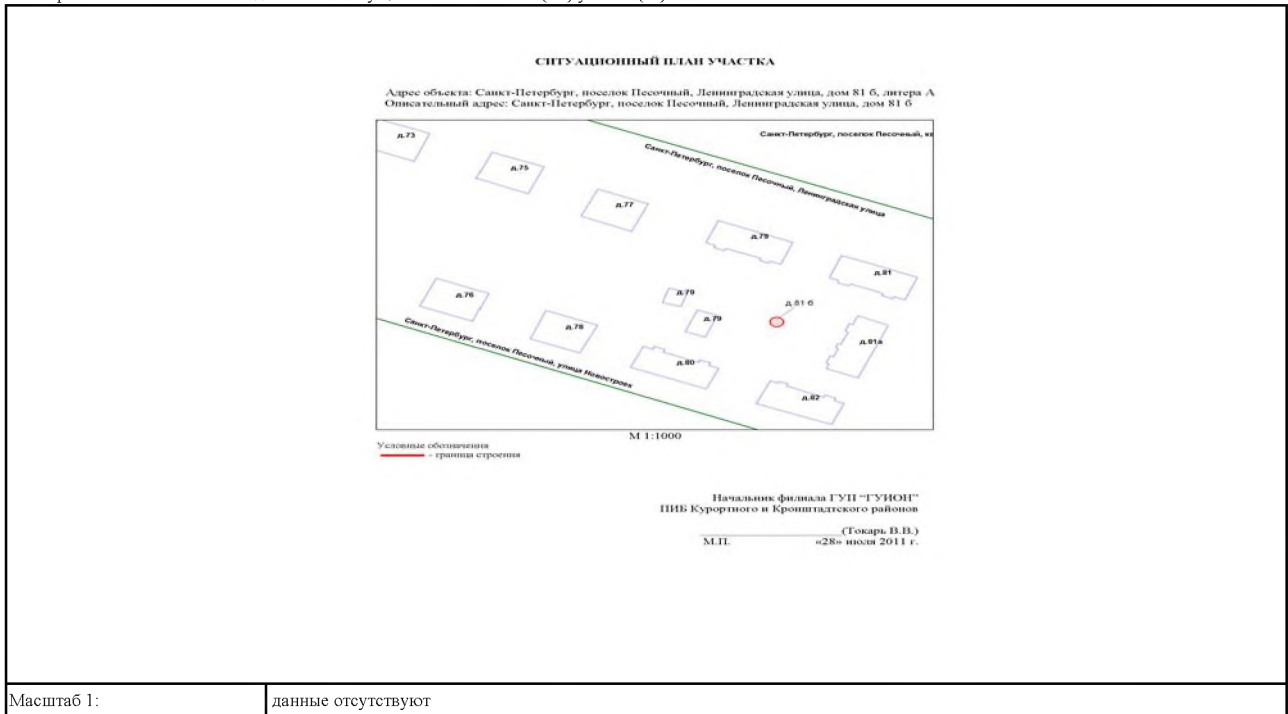 СИТУАЦИОННЫЙ ПЛАН УЧАСТКА
Адрес объекта: Санкт-Петербург, поселок Песочный, Ленинградская улица, дом 81 б, литера А
Описательный адрес: Санкт-Петербург, поселок Песочный, Ленинградская улица, дом 81 б
Санкт-Петербург, поселок Песочный, кв
д.73
Санкт-Петербург, поселок Песочный, Ленинградская улица
д.75
д.77
д.79
д.81
д.76
д.79
д.81 б
д.79
д.78
д.81а
Санкт-Петербург, поселок Песочный, улица Новостроек
д.80
д.82
М 1:1000
Условные обозначения
- граница строения
Начальник филиала ГУП “ГУИОН”
ПИБ Курортного и Кронштадтского районов
(Токарь В.В.)
М.П. «28» июля 2011 г.
Масштаб 1: данные отсутствуют